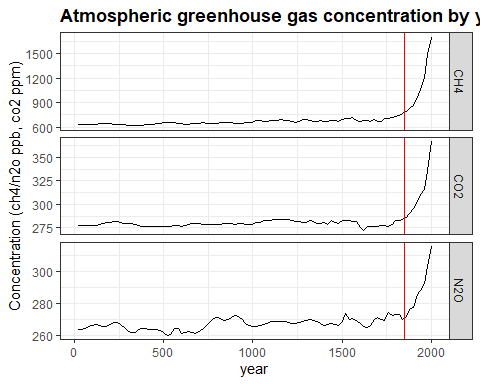 Atmospheric greenhouse gas concentration by y
Concentration (ch4/n2o ppb, co2 ppm)
1500
1200
900
600
CH4
350
325
300
275
CO2
300
280
260
N2O
0
500
1000
1500
2000
year